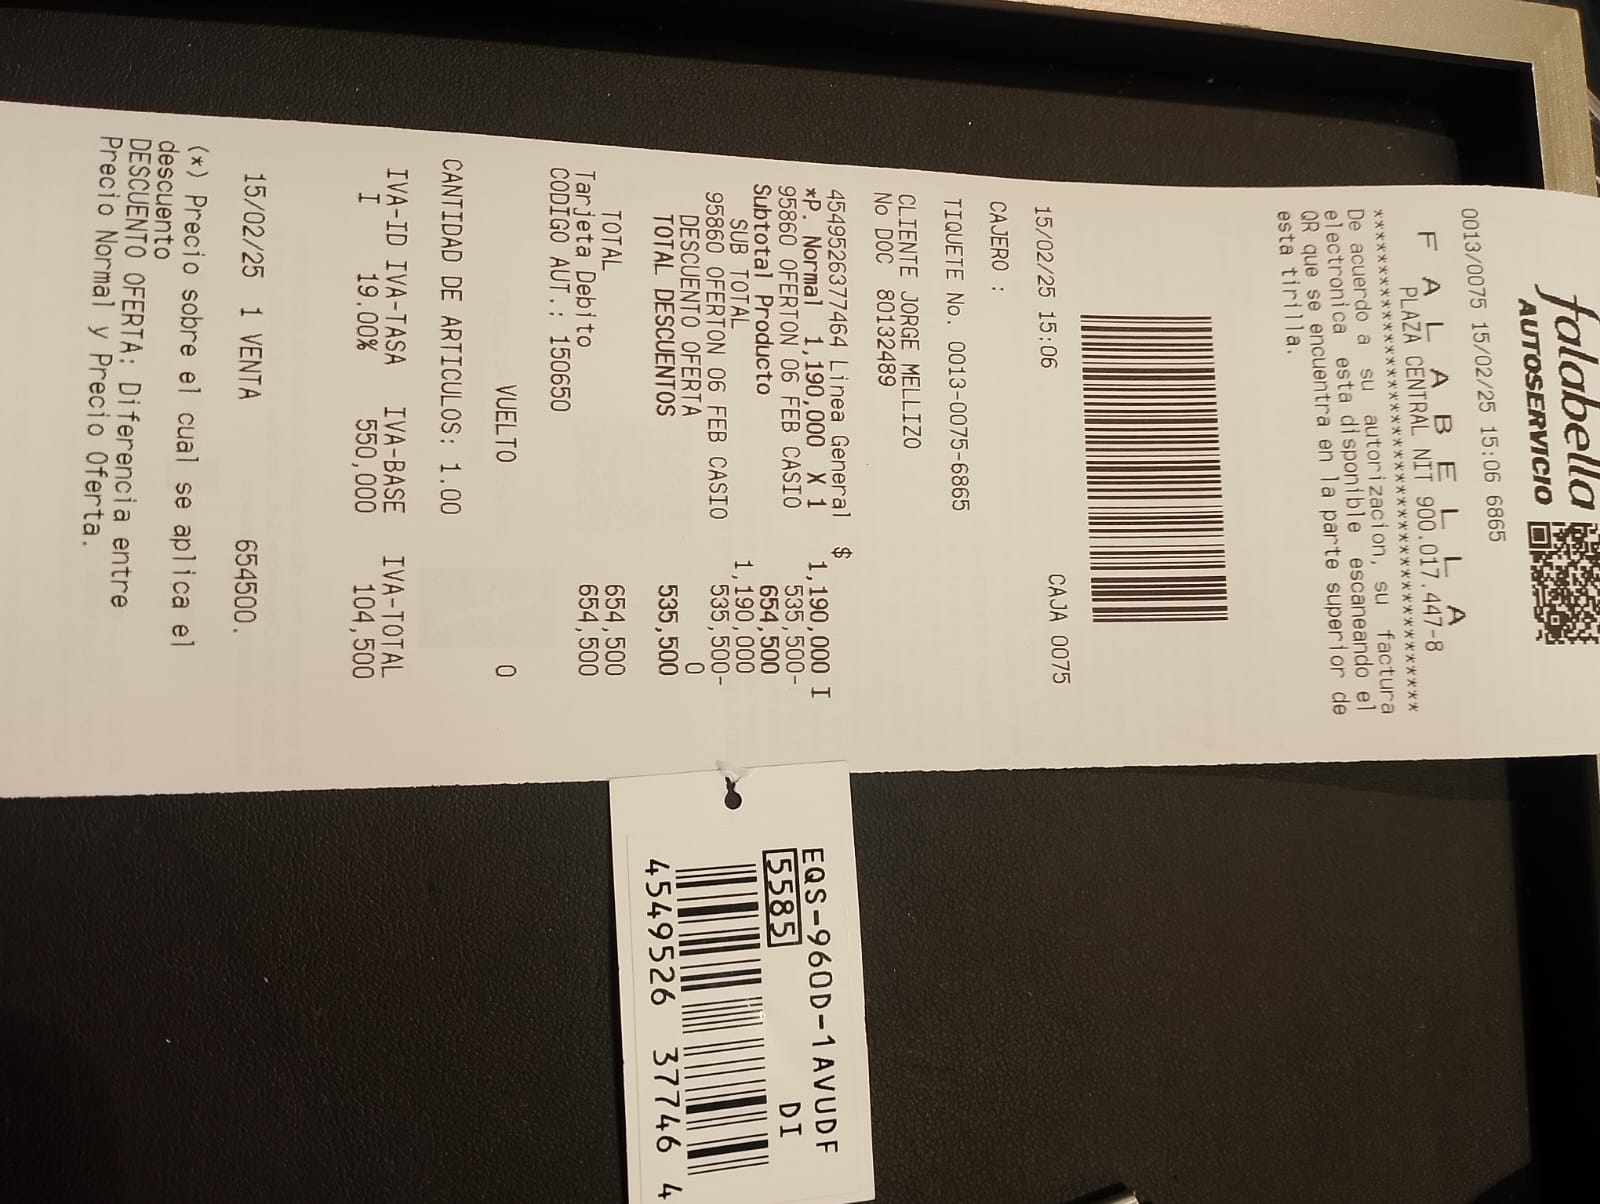 falabella
AUTOSERVICIO
0013/0075 15/02/25 15:06 6865
F A L A B E L L A
PLAZA CENTRAL NIT 900.017.447-8
De acuerdo a su autorizacion, su factura
electronica esta disponible escaneando el
QR que se encuentra en la parte superior de
esta tirilla.
15/02/25 15:06 CAJA 0075
CAJERO :
TIQUETE No. 0013-0075-6865
CLIENTE JORGE MELLIZO
No DOC 80132489
$
4549526377464 Linea General 1,190,000 I
*P. Normal 1,190,000 X 1
95860 OFERTON 06 FEB CASIO 535,500-
Subtotal Producto 654,500
SUB TOTAL 1,190,000
95860 OFERTON 06 FEB CASIO 535,500-
DESCUENTO OFERTA 0
TOTAL DESCUENTOS 535,500
TOTAL 654,500
Tarjeta Debito 654,500
CODIGO AUT.: 150650
VUELTO 0
CANTIDAD DE ARTICULOS: 1.00
IVA-ID IVA-TASA IVA-BASE IVA-TOTAL
I 19.00% 550,000 104,500
15/02/25 1 VENTA 654500.
(*) Precio sobre el cual se aplica el
descuento
DESCUENTO OFERTA: Diferencia entre
Precio Normal y Precio Oferta.
EQS-960D-1AVUDF
5585 DI
4549526 37746 4